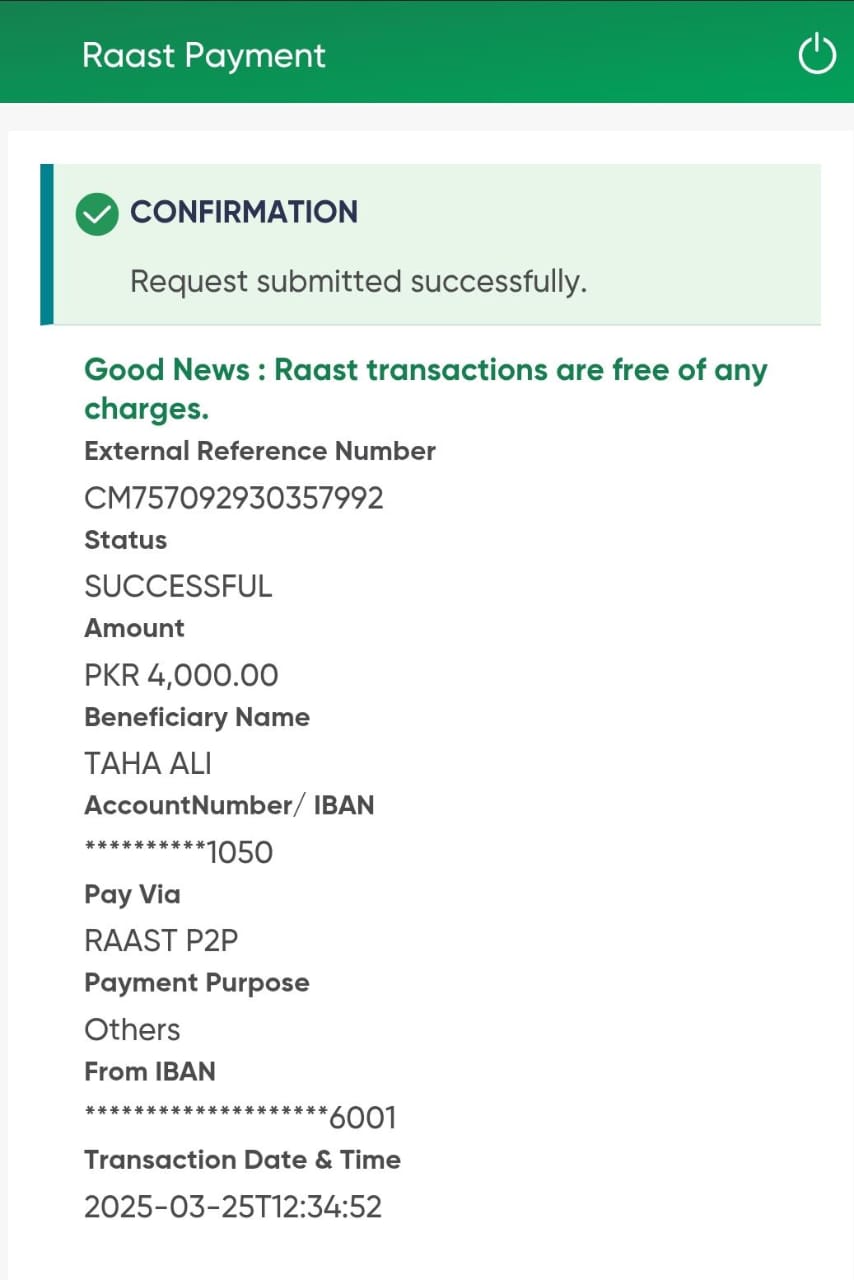 Raast Payment
CONFIRMATION
Request submitted successfully.
Good News : Raast transactions are free of any
charges.
External Reference Number
CM757092930357992
Status
SUCCESSFUL
Amount
PKR 4,000.00
Beneficiary Name
TAHA ALI
AccountNumber/ IBAN
**********1050
Pay Via
RAAST P2P
Payment Purpose
Others
From IBAN
********************6001
Transaction Date & Time
2025-03-25T12:34:52